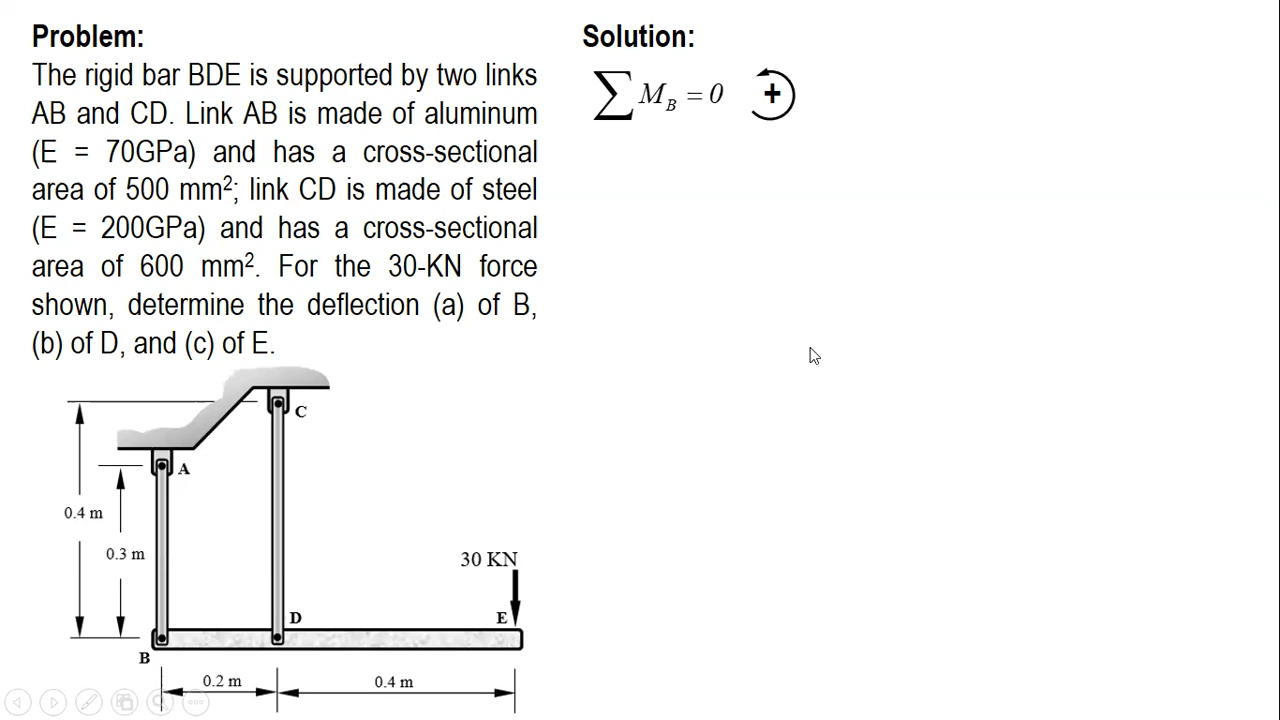 Problem:
The rigid bar BDE is supported by two links
AB and CD. Link AB is made of aluminum
(E = 70GPa) and has a cross-sectional
area of 500 mm²; link CD is made of steel
(E = 200GPa) and has a cross-sectional
area of 600 mm². For the 30-KN force
shown, determine the deflection (a) of B,
(b) of D, and (c) of E.
C
A
0.4 m
0.3 m
30 KN
D
E
B
0.2 m
0.4 m
Solution:
∑ M_B = 0 +